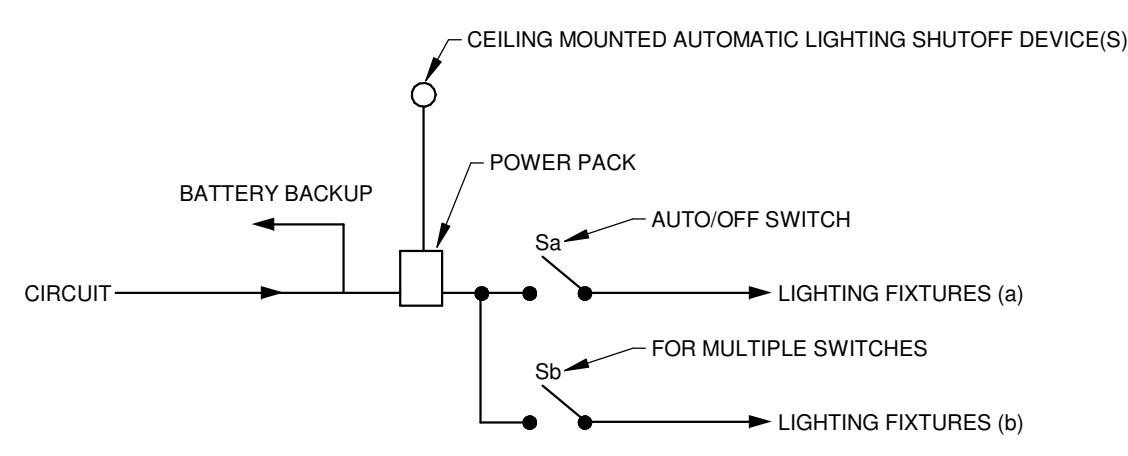 CEILING MOUNTED AUTOMATIC LIGHTING SHUTOFF DEVICE(S)
POWER PACK
BATTERY BACKUP
AUTO/OFF SWITCH
Sa
CIRCUIT
LIGHTING FIXTURES (a)
FOR MULTIPLE SWITCHES
Sb
LIGHTING FIXTURES (b)